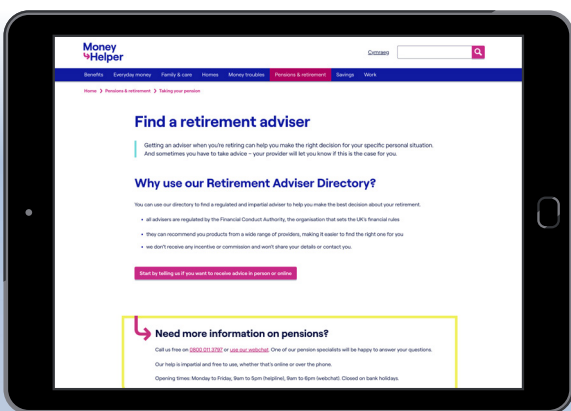 Money
Helper
Cymraeg
Benefits Everyday money Family & care Homes Money troubles Pensions & retirement Savings Work
Home > Pensions & retirement > Taking your pension
Find a retirement adviser
Getting an adviser when you're retiring can help you make the right decision for your specific personal situation.
And sometimes you have to take advice – your provider will let you know if this is the case for you.
Why use our Retirement Adviser Directory?
You can use our directory to find a regulated and impartial adviser to help you make the best decision about your retirement.
• all advisers are regulated by the Financial Conduct Authority, the organisation that sets the UK's financial rules
• they can recommend you products from a wide range of providers, making it easier to find the right one for you
• we don't receive any incentive or commission and won't share your details or contact you.
Start by telling us if you want to receive advice in person or online
Need more information on pensions?
Call us free on 0800 011 3797 or use our webchat. One of our pension specialists will be happy to answer your questions.
Our help is impartial and free to use, whether that's online or over the phone.
Opening times: Monday to Friday, 9am to 5pm (helpline), 9am to 6pm (webchat). Closed on bank holidays.